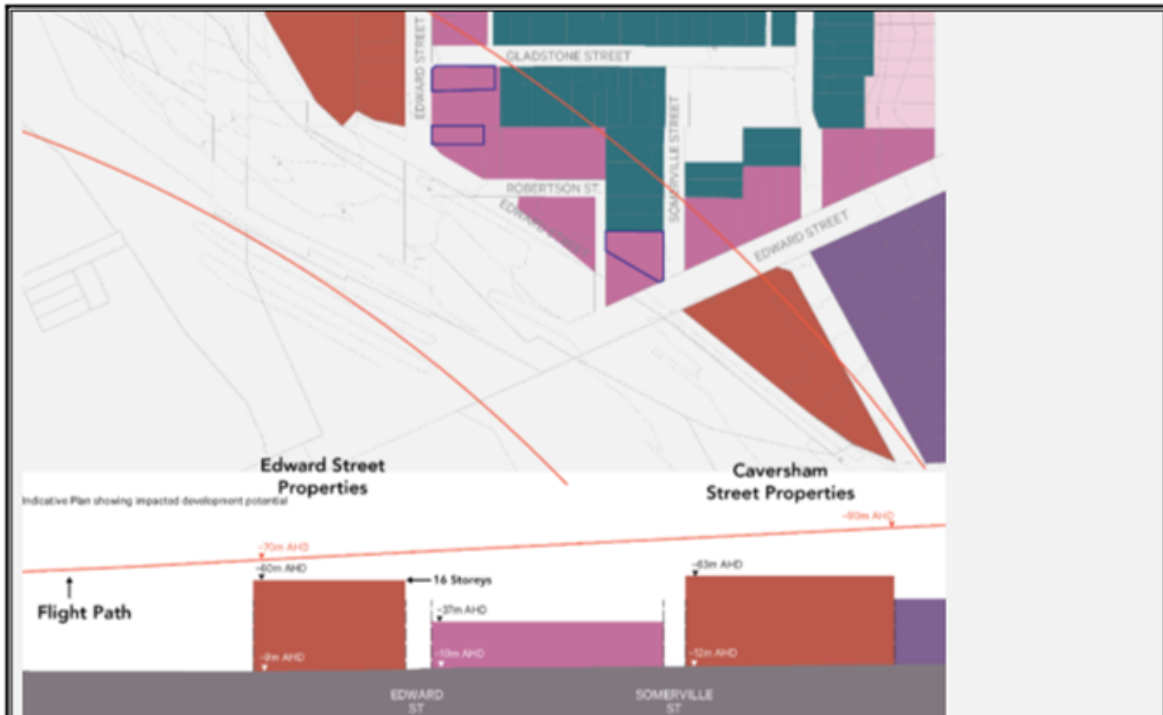 EDWARD STREET
GLADSTONE STREET
SOMERVILLE STREET
ROBERTSON ST.
EDWARD STREET
EDWARD STREET
Edward Street
Properties
Caversham
Street Properties
Indicative Plan showing impacted development potential
~90m AHD
~70m AHD
~60m AHD
16 Storeys
~63m AHD
Flight Path
~37m AHD
~9m AHD
~10m AHD
~12m AHD
EDWARD
ST
SOMERVILLE
ST